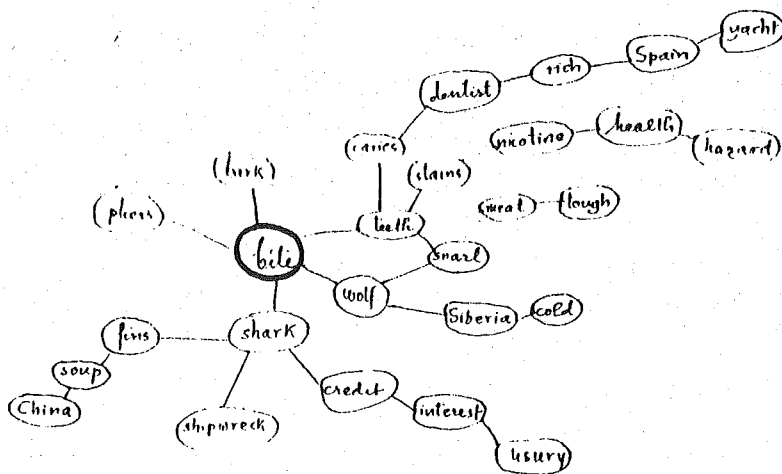 yacht
Spain
rich
dentist
nicotine
health
hazard
caries
stains
bark
meat
tough
pliers
teeth
bite
snarl
wolf
Siberia
cold
fins
shark
soup
China
credit
interest
shipwreck
usury